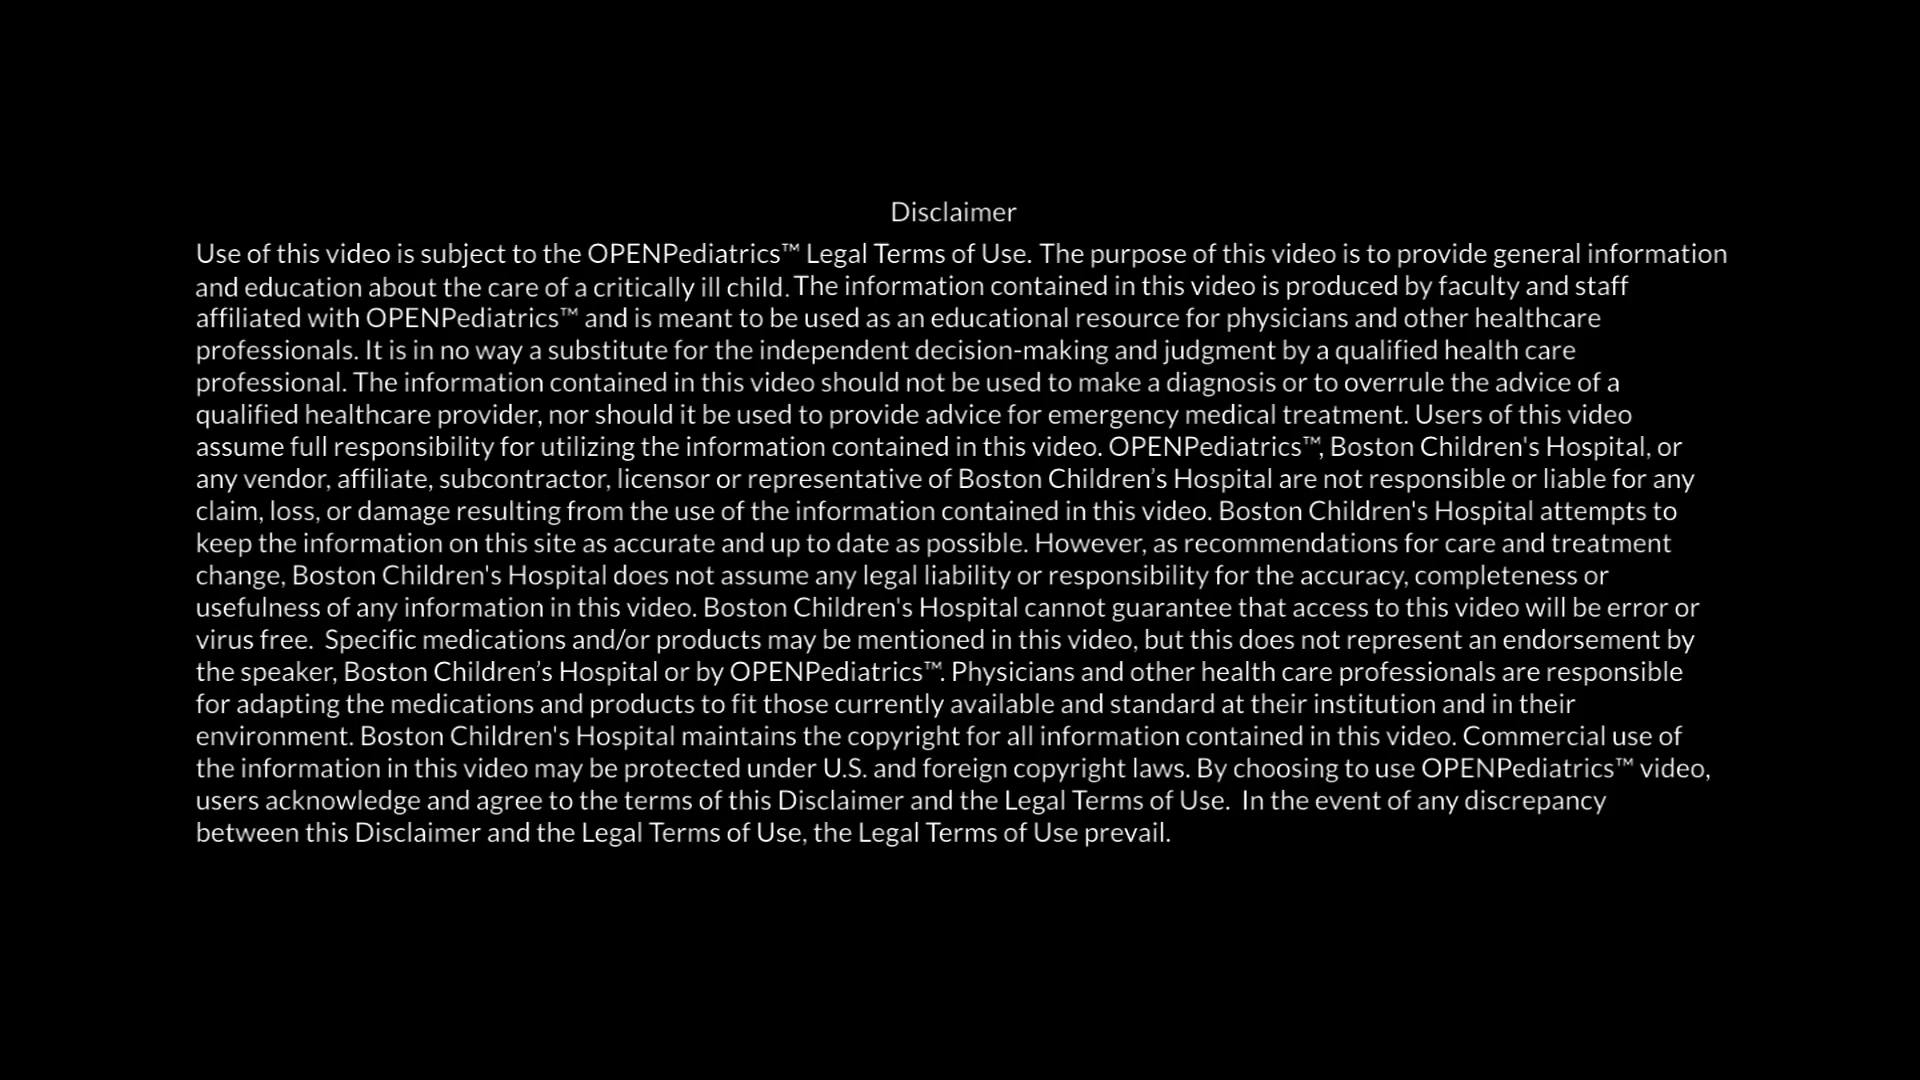 Disclaimer
Use of this video is subject to the OPENPediatrics™ Legal Terms of Use. The purpose of this video is to provide general information
and education about the care of a critically ill child. The information contained in this video is produced by faculty and staff
affiliated with OPENPediatrics™ and is meant to be used as an educational resource for physicians and other healthcare
professionals. It is in no way a substitute for the independent decision-making and judgment by a qualified health care
professional. The information contained in this video should not be used to make a diagnosis or to overrule the advice of a
qualified healthcare provider, nor should it be used to provide advice for emergency medical treatment. Users of this video
assume full responsibility for utilizing the information contained in this video. OPENPediatrics™, Boston Children's Hospital, or
any vendor, affiliate, subcontractor, licensor or representative of Boston Children’s Hospital are not responsible or liable for any
claim, loss, or damage resulting from the use of the information contained in this video. Boston Children's Hospital attempts to
keep the information on this site as accurate and up to date as possible. However, as recommendations for care and treatment
change, Boston Children's Hospital does not assume any legal liability or responsibility for the accuracy, completeness or
usefulness of any information in this video. Boston Children's Hospital cannot guarantee that access to this video will be error or
virus free.  Specific medications and/or products may be mentioned in this video, but this does not represent an endorsement by
the speaker, Boston Children’s Hospital or by OPENPediatrics™. Physicians and other health care professionals are responsible
for adapting the medications and products to fit those currently available and standard at their institution and in their
environment. Boston Children's Hospital maintains the copyright for all information contained in this video. Commercial use of
the information in this video may be protected under U.S. and foreign copyright laws. By choosing to use OPENPediatrics™ video,
users acknowledge and agree to the terms of this Disclaimer and the Legal Terms of Use.  In the event of any discrepancy
between this Disclaimer and the Legal Terms of Use, the Legal Terms of Use prevail.